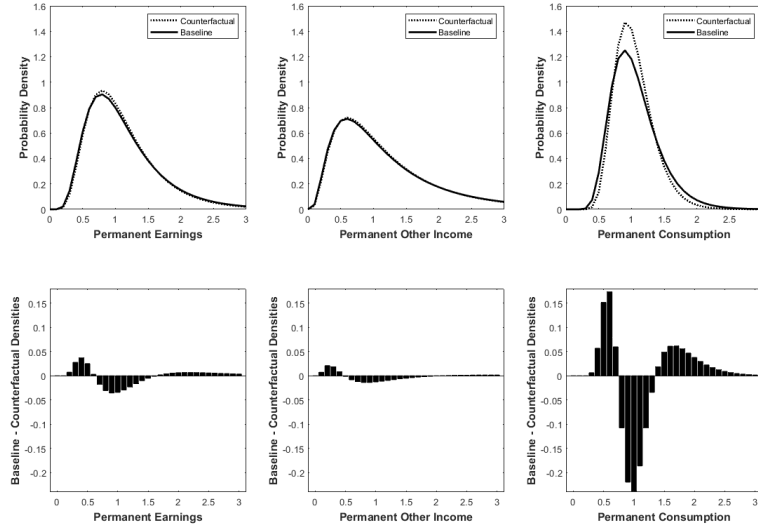 1.6
1.4
1.2
1
0.8
0.6
0.4
0.2
0
Probability Density
Counterfactual
Baseline
0 0.5 1 1.5 2 2.5 3
Permanent Earnings
1.6
1.4
1.2
1
0.8
0.6
0.4
0.2
0
Probability Density
Counterfactual
Baseline
0 0.5 1 1.5 2 2.5 3
Permanent Other Income
1.6
1.4
1.2
1
0.8
0.6
0.4
0.2
0
Probability Density
Counterfactual
Baseline
0 0.5 1 1.5 2 2.5
Permanent Consumption
0.15
0.1
0.05
0
-0.05
-0.1
-0.15
-0.2
Baseline - Counterfactual Densities
0 0.5 1 1.5 2 2.5 3
Permanent Earnings
0.15
0.1
0.05
0
-0.05
-0.1
-0.15
-0.2
Baseline - Counterfactual Densities
0 0.5 1 1.5 2 2.5 3
Permanent Other Income
0.15
0.1
0.05
0
-0.05
-0.1
-0.15
-0.2
Baseline - Counterfactual Densities
0 0.5 1 1.5 2 2.5 3
Permanent Consumption